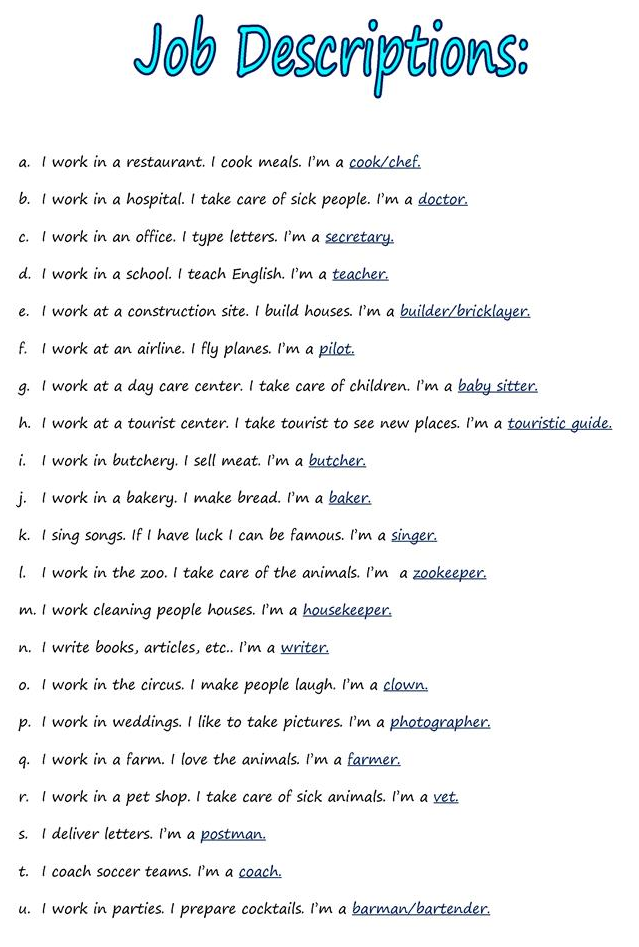 Job Descriptions:
a. I work in a restaurant. I cook meals. I'm a cook/chef.
b. I work in a hospital. I take care of sick people. I'm a doctor.
c. I work in an office. I type letters. I'm a secretary.
d. I work in a school. I teach English. I'm a teacher.
e. I work at a construction site. I build houses. I'm a builder/bricklayer.
f. I work at an airline. I fly planes. I'm a pilot.
g. I work at a day care center. I take care of children. I'm a baby sitter.
h. I work at a tourist center. I take tourist to see new places. I'm a touristic guide.
i. I work in butchery. I sell meat. I'm a butcher.
j. I work in a bakery. I make bread. I'm a baker.
k. I sing songs. If I have luck I can be famous. I'm a singer.
l. I work in the zoo. I take care of the animals. I'm a zookeeper.
m. I work cleaning people houses. I'm a housekeeper.
n. I write books, articles, etc.. I'm a writer.
o. I work in the circus. I make people laugh. I'm a clown.
p. I work in weddings. I like to take pictures. I'm a photographer.
q. I work in a farm. I love the animals. I'm a farmer.
r. I work in a pet shop. I take care of sick animals. I'm a vet.
s. I deliver letters. I'm a postman.
t. I coach soccer teams. I'm a coach.
u. I work in parties. I prepare cocktails. I'm a barman/bartender.